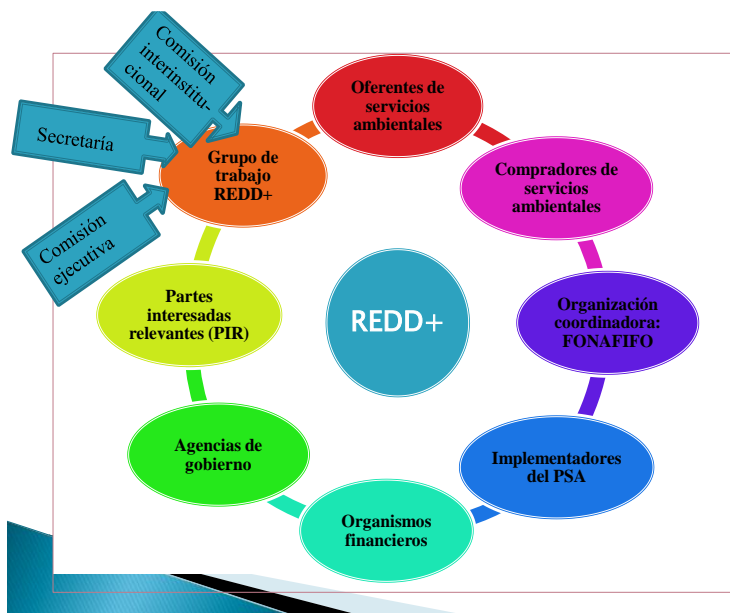 Comisión
interinstitu-
cional
Secretaría
Comisión
ejecutiva
Grupo de
trabajo
REDD+
Oferentes de
servicios
ambientales
Compradores de
servicios
ambientales
Organización
coordinadora:
FONAFIFO
Implementadores
del PSA
Organismos
financieros
Agencias de
gobierno
Partes
interesadas
relevantes (PIR)
REDD+